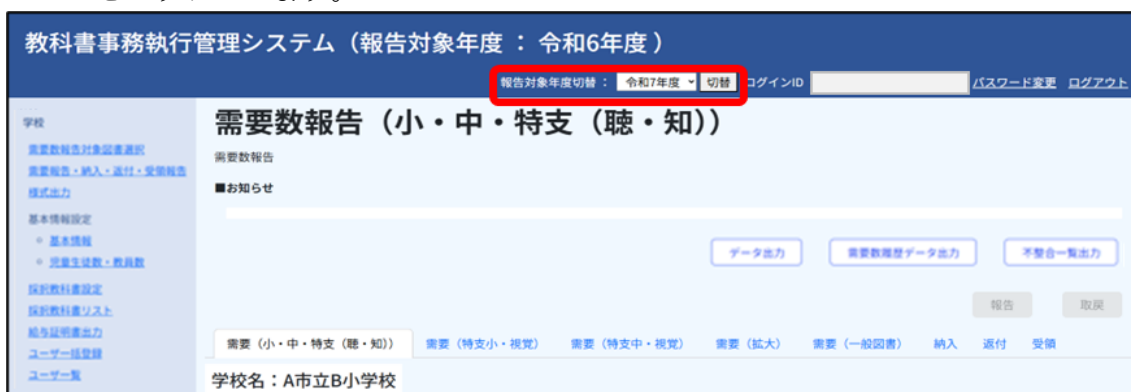 教科書事務執行管理システム（報告対象年度 ： 令和6年度 ）
報告対象年度切替 ： 令和7年度 切替 ログインID パスワード変更 ログアウト
学校
需要数報告対象図書選択
需要報告・納入・返付・受領報告
様式出力
基本情報設定
基本情報
児童生徒数・教員数
採択教科書設定
採択教科書リスト
給与証明書出力
ユーザ一括登録
ユーザ一覧
需要数報告（小・中・特支（聴・知））
需要数報告
■お知らせ
データ出力 需要数履歴データ出力 不整合一覧出力
報告 取戻
需要（小・中・特支（聴・知）） 需要（特支小・視覚） 需要（特支中・視覚） 需要（拡大） 需要（一般図書） 納入 返付 受領
学校名：A市立B小学校